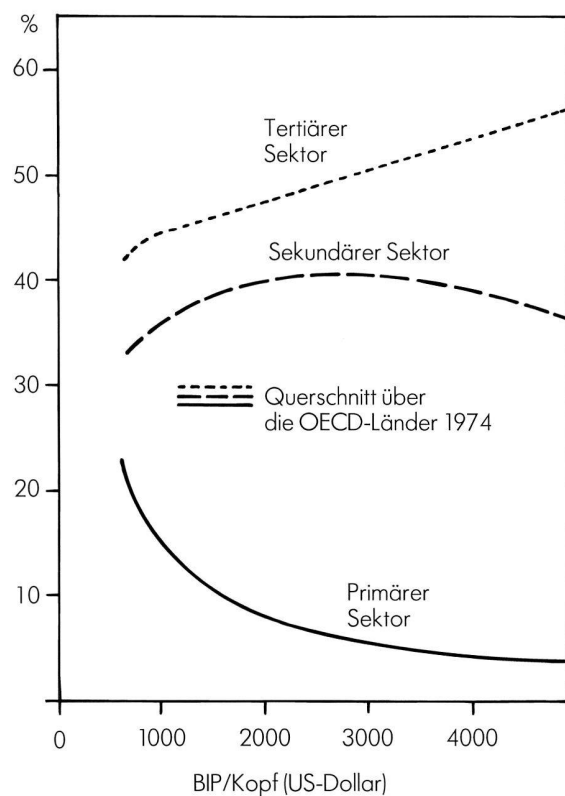 %
60
Tertiärer
Sektor
50
Sekundärer Sektor
40
30
Querschnitt über
die OECD-Länder 1974
20
Primärer
Sektor
10
0
1000
2000
3000
4000
BIP/Kopf (US-Dollar)